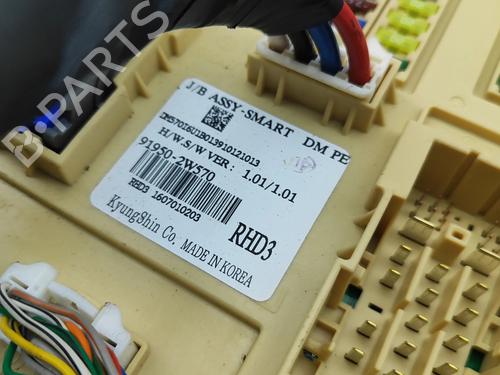 B-PARTS
J/B ASSY-SMART DM PE
H/W,S/W VER : 1.01/1.01
91950-2W570
RHD3 1607010203
RHD3
KyungShin Co. MADE IN KOREA